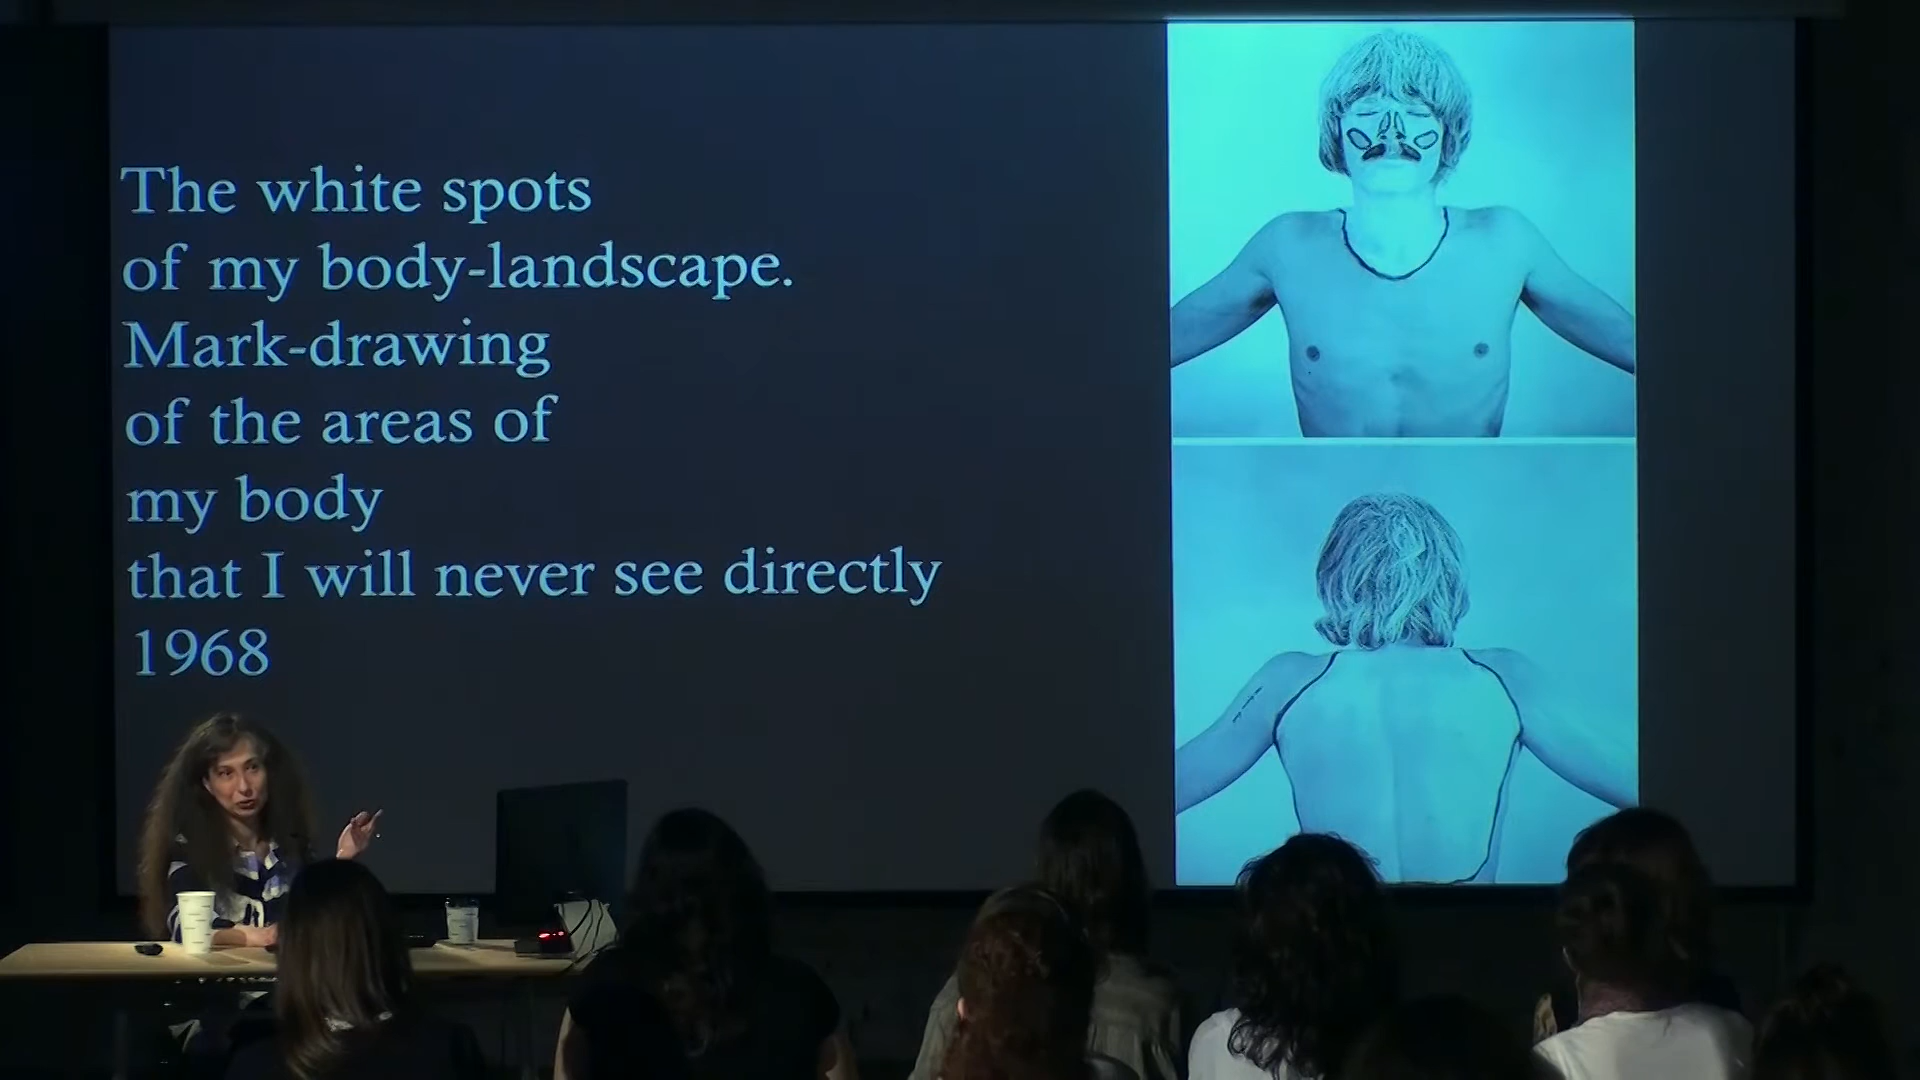 The white spots
of my body-landscape.
Mark-drawing
of the areas of
my body
that I will never see directly
1968